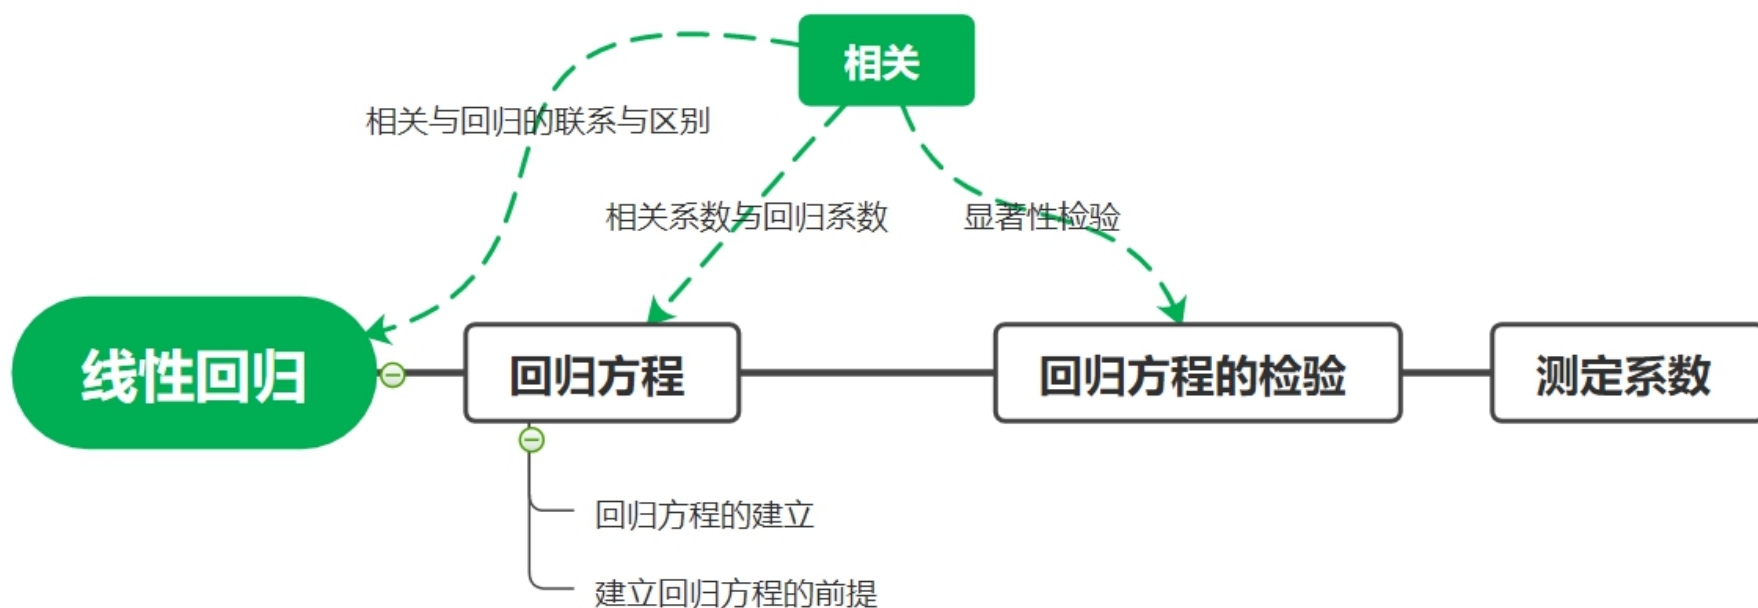 相关
相关与回归的联系与区别
相关系数与回归系数
显著性检验
线性回归
回归方程
回归方程的检验
测定系数
回归方程的建立
建立回归方程的前提